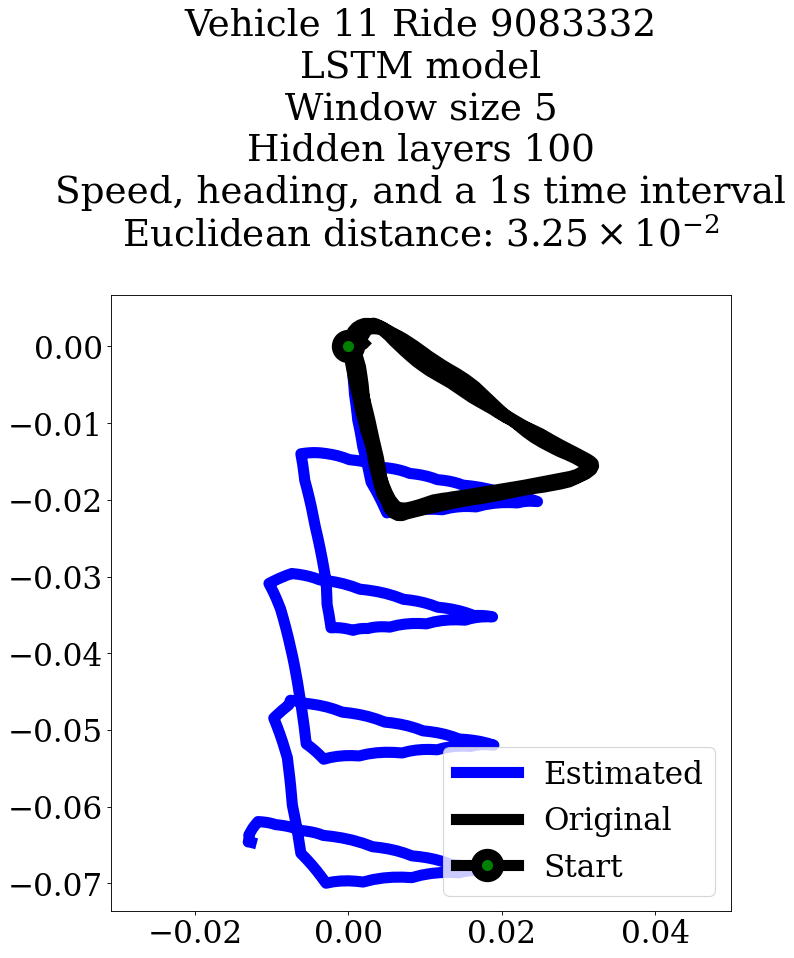 Vehicle 11 Ride 9083332
LSTM model
Window size 5
Hidden layers 100
Speed, heading, and a 1s time interval
Euclidean distance: 3.25 × 10⁻²
0.00
−0.01
−0.02
−0.03
−0.04
−0.05
−0.06
−0.07
Estimated
Original
Start
−0.02 0.00 0.02 0.04